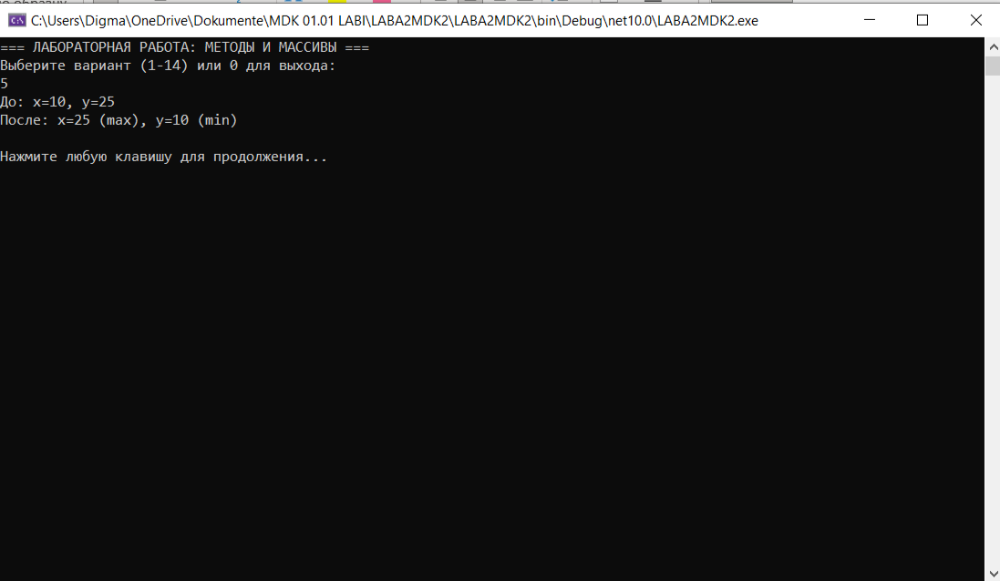 C:\Users\Digma\OneDrive\Dokumente\MDK 01.01 LABI\LABA2MDK2\LABA2MDK2\bin\Debug\net10.0\LABA2MDK2.exe
=== ЛАБОРАТОРНАЯ РАБОТА: МЕТОДЫ И МАССИВЫ ===
Выберите вариант (1-14) или 0 для выхода:
5
До: x=10, y=25
После: x=25 (max), y=10 (min)
Нажмите любую клавишу для продолжения...